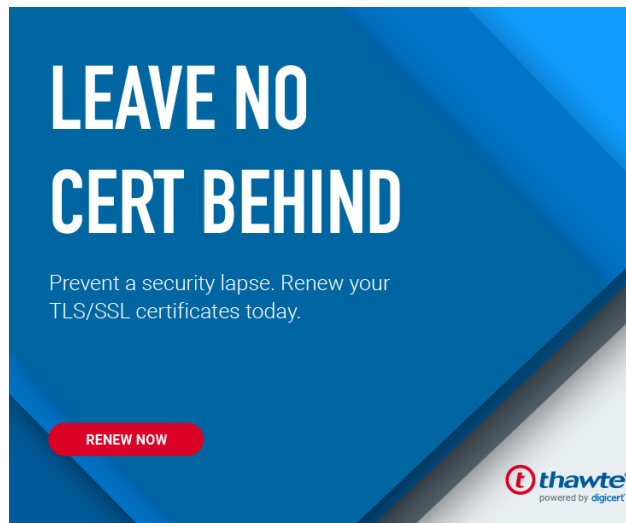 LEAVE NO
CERT BEHIND
Prevent a security lapse. Renew your
TLS/SSL certificates today.
RENEW NOW
t thawte
powered by digicert